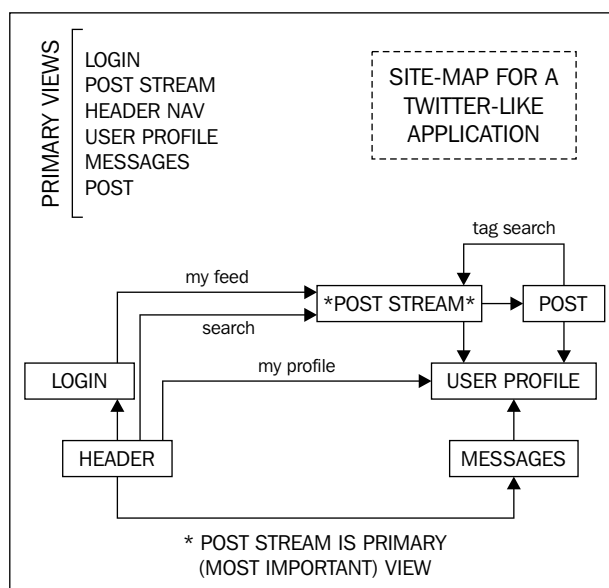 PRIMARY VIEWS
LOGIN
POST STREAM
HEADER NAV
USER PROFILE
MESSAGES
POST
SITE-MAP FOR A
TWITTER-LIKE
APPLICATION
tag search
my feed
*POST STREAM*
POST
search
my profile
LOGIN
USER PROFILE
HEADER
MESSAGES
* POST STREAM IS PRIMARY
(MOST IMPORTANT) VIEW